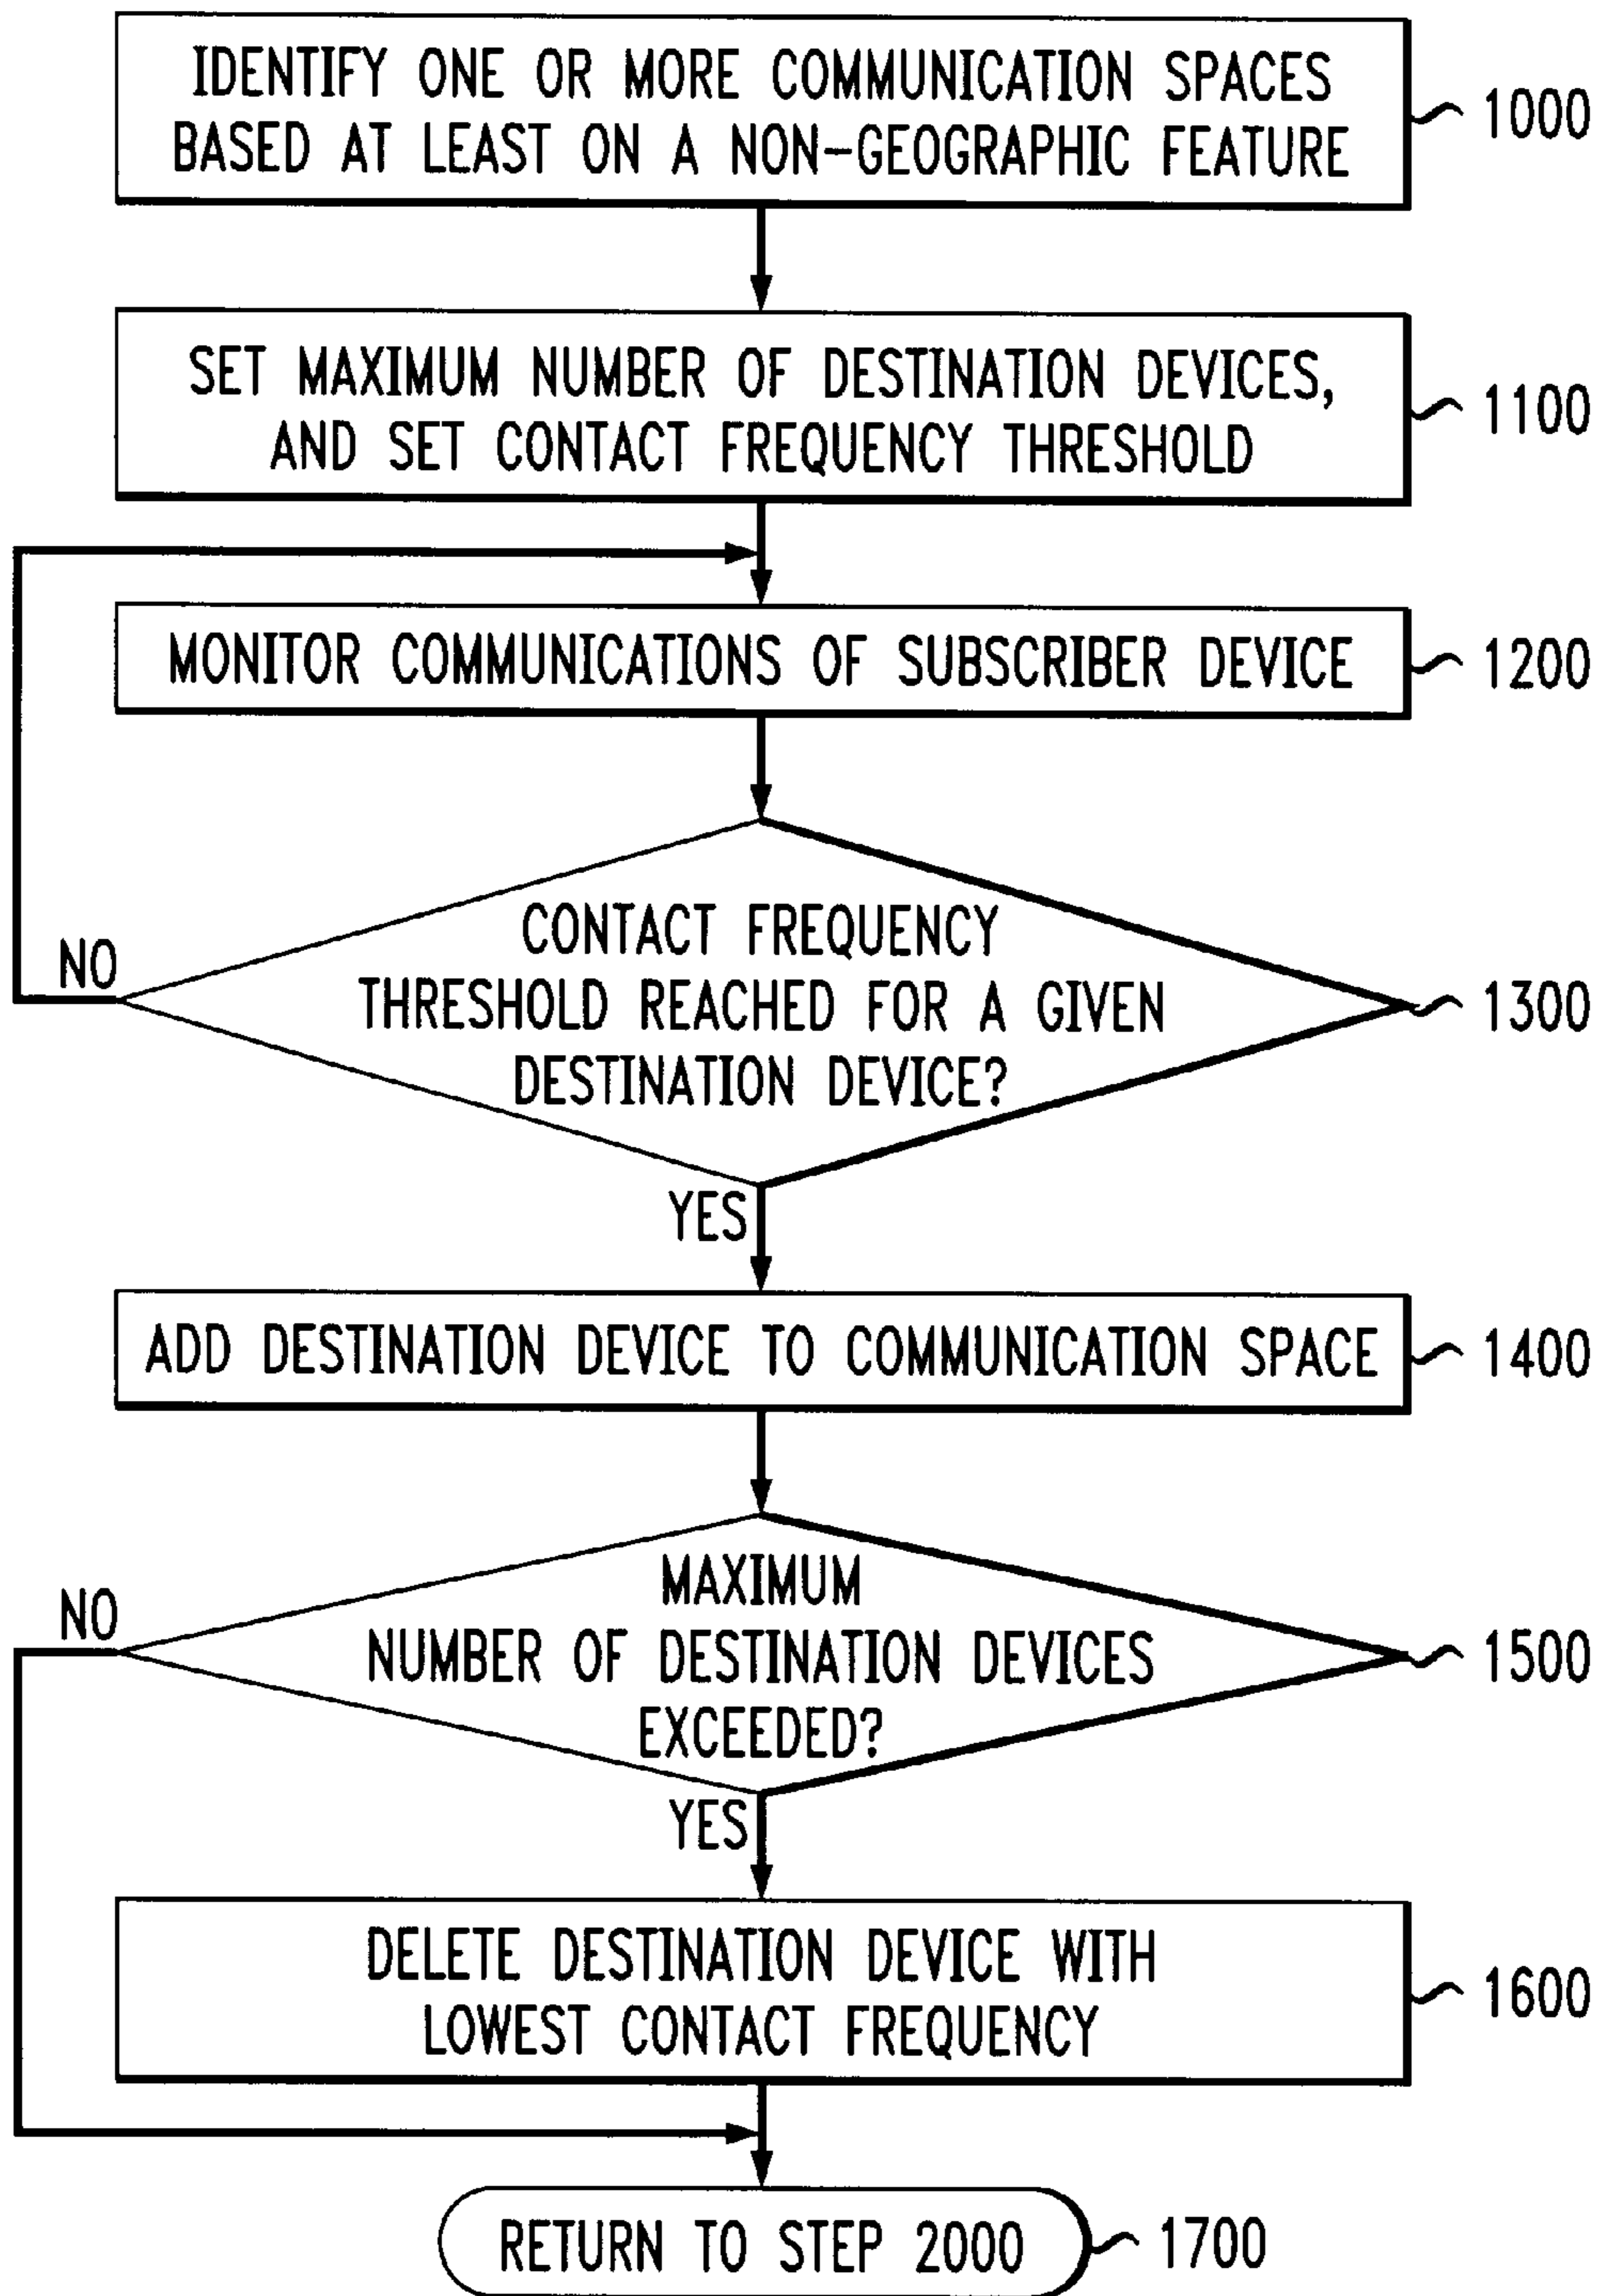 IDENTIFY ONE OR MORE COMMUNICATION SPACES
BASED AT LEAST ON A NON-GEOGRAPHIC FEATURE
1000
SET MAXIMUM NUMBER OF DESTINATION DEVICES,
AND SET CONTACT FREQUENCY THRESHOLD
1100
MONITOR COMMUNICATIONS OF SUBSCRIBER DEVICE
1200
CONTACT FREQUENCY
THRESHOLD REACHED FOR A GIVEN
DESTINATION DEVICE?
NO
1300
YES
ADD DESTINATION DEVICE TO COMMUNICATION SPACE
1400
MAXIMUM
NUMBER OF DESTINATION DEVICES
EXCEEDED?
NO
1500
YES
DELETE DESTINATION DEVICE WITH
LOWEST CONTACT FREQUENCY
1600
RETURN TO STEP 2000
1700